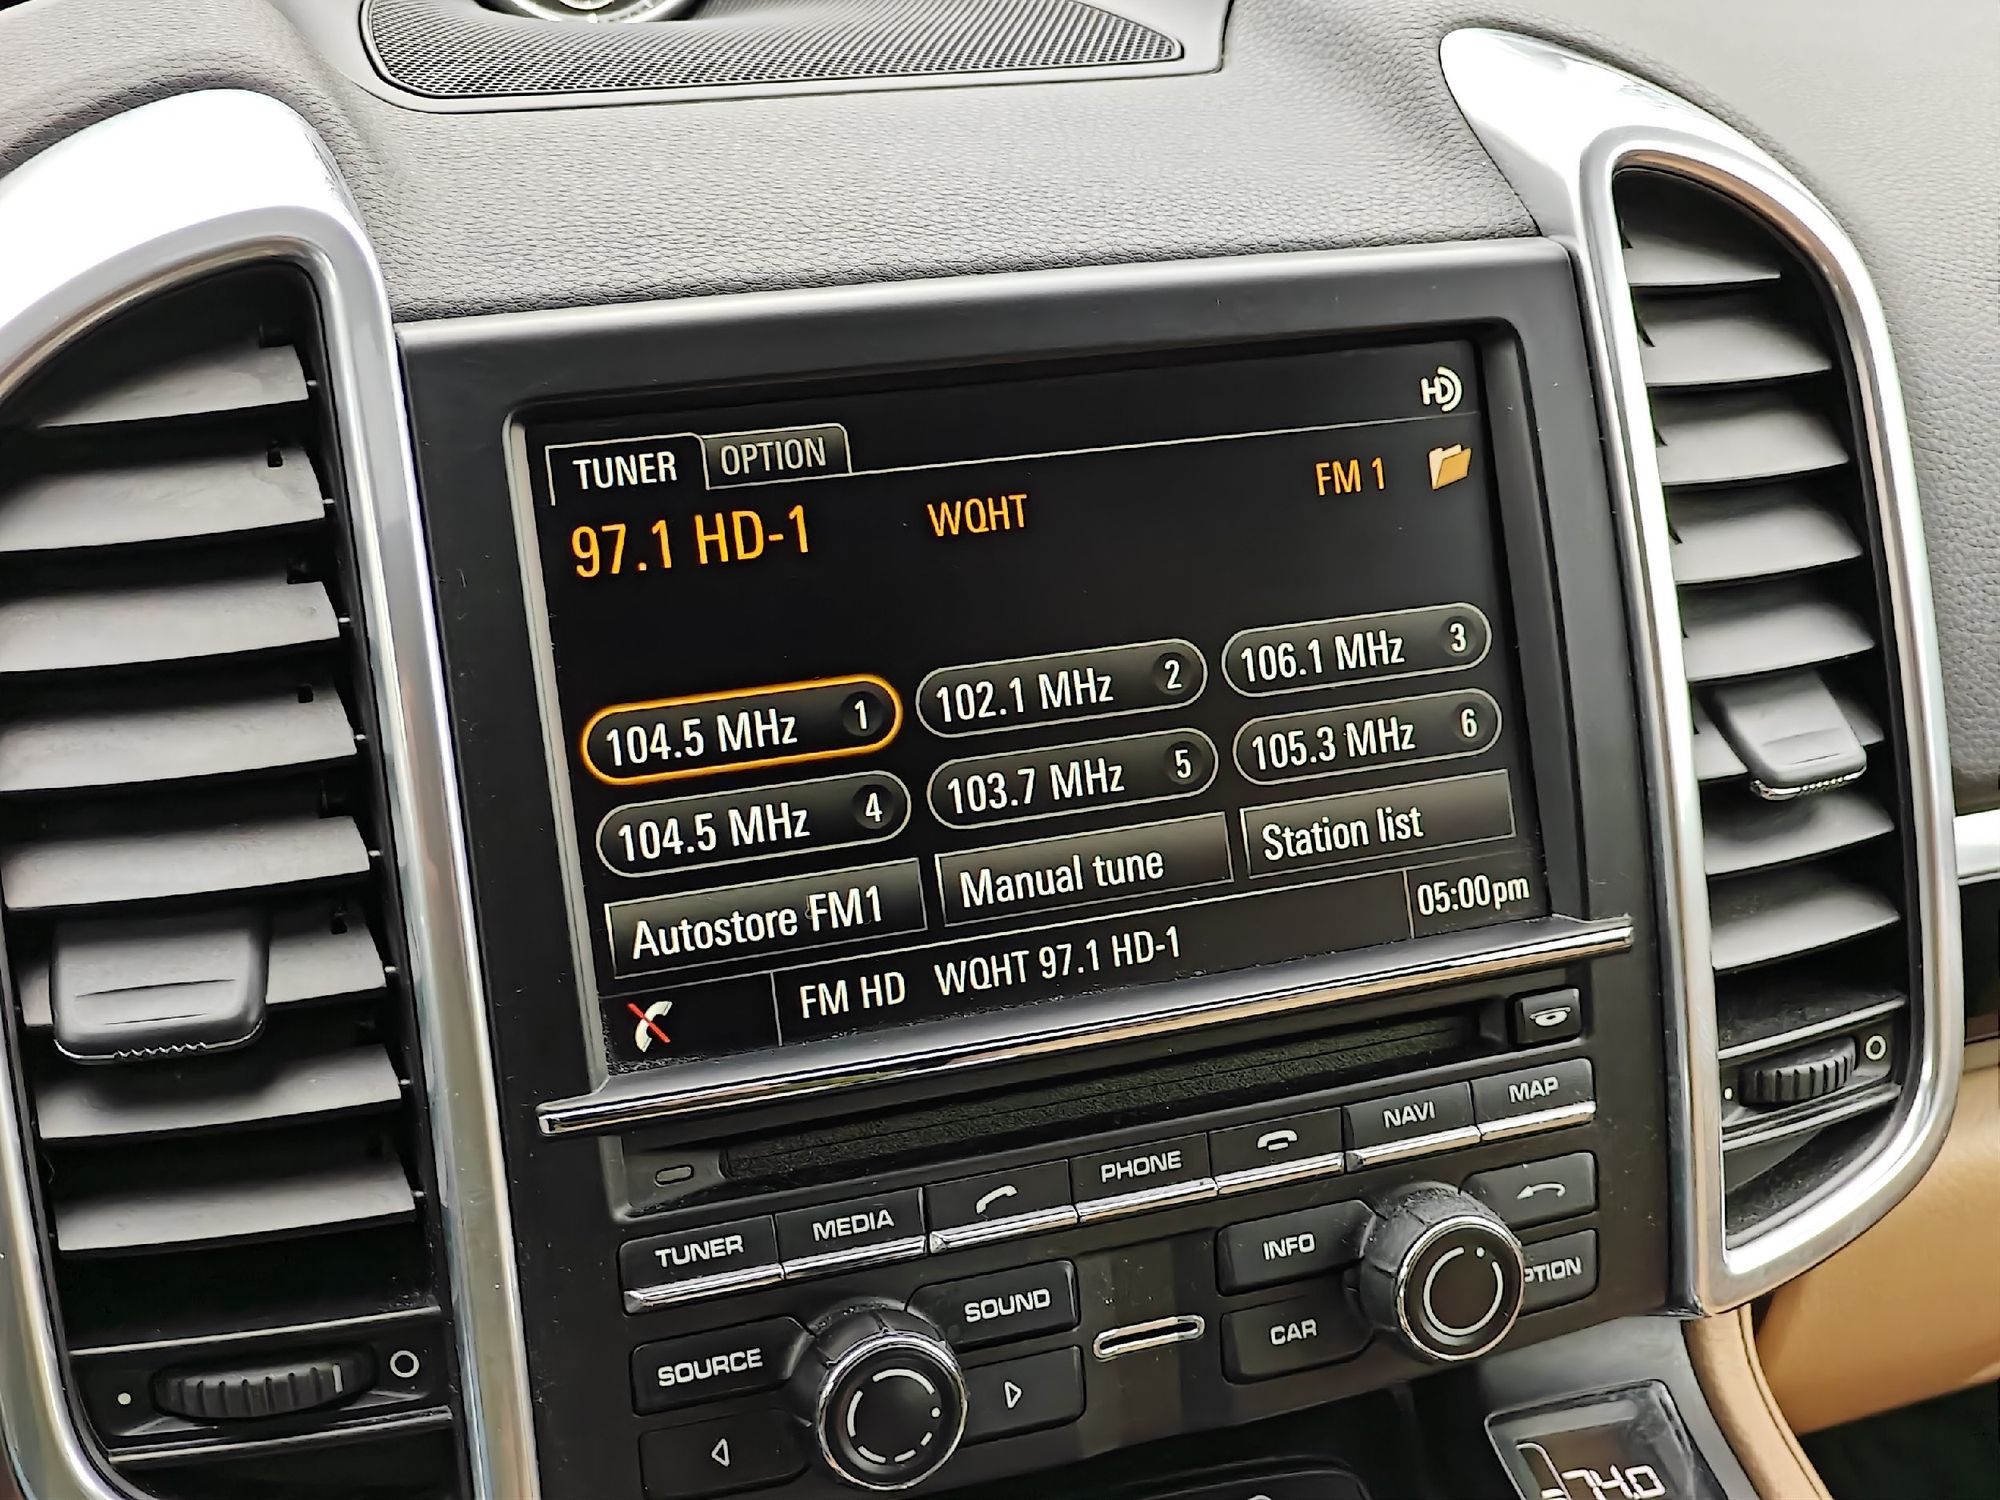 HD
TUNER OPTION
97.1 HD-1 WQHT FM 1
104.5 MHz 1 102.1 MHz 2 106.1 MHz 3
104.5 MHz 4 103.7 MHz 5 105.3 MHz 6
Autostore FM1 Manual tune Station list
FM HD WQHT 97.1 HD-1 05:00pm
TUNER MEDIA PHONE NAVI MAP
SOURCE SOUND INFO PTION
CAR
74.0